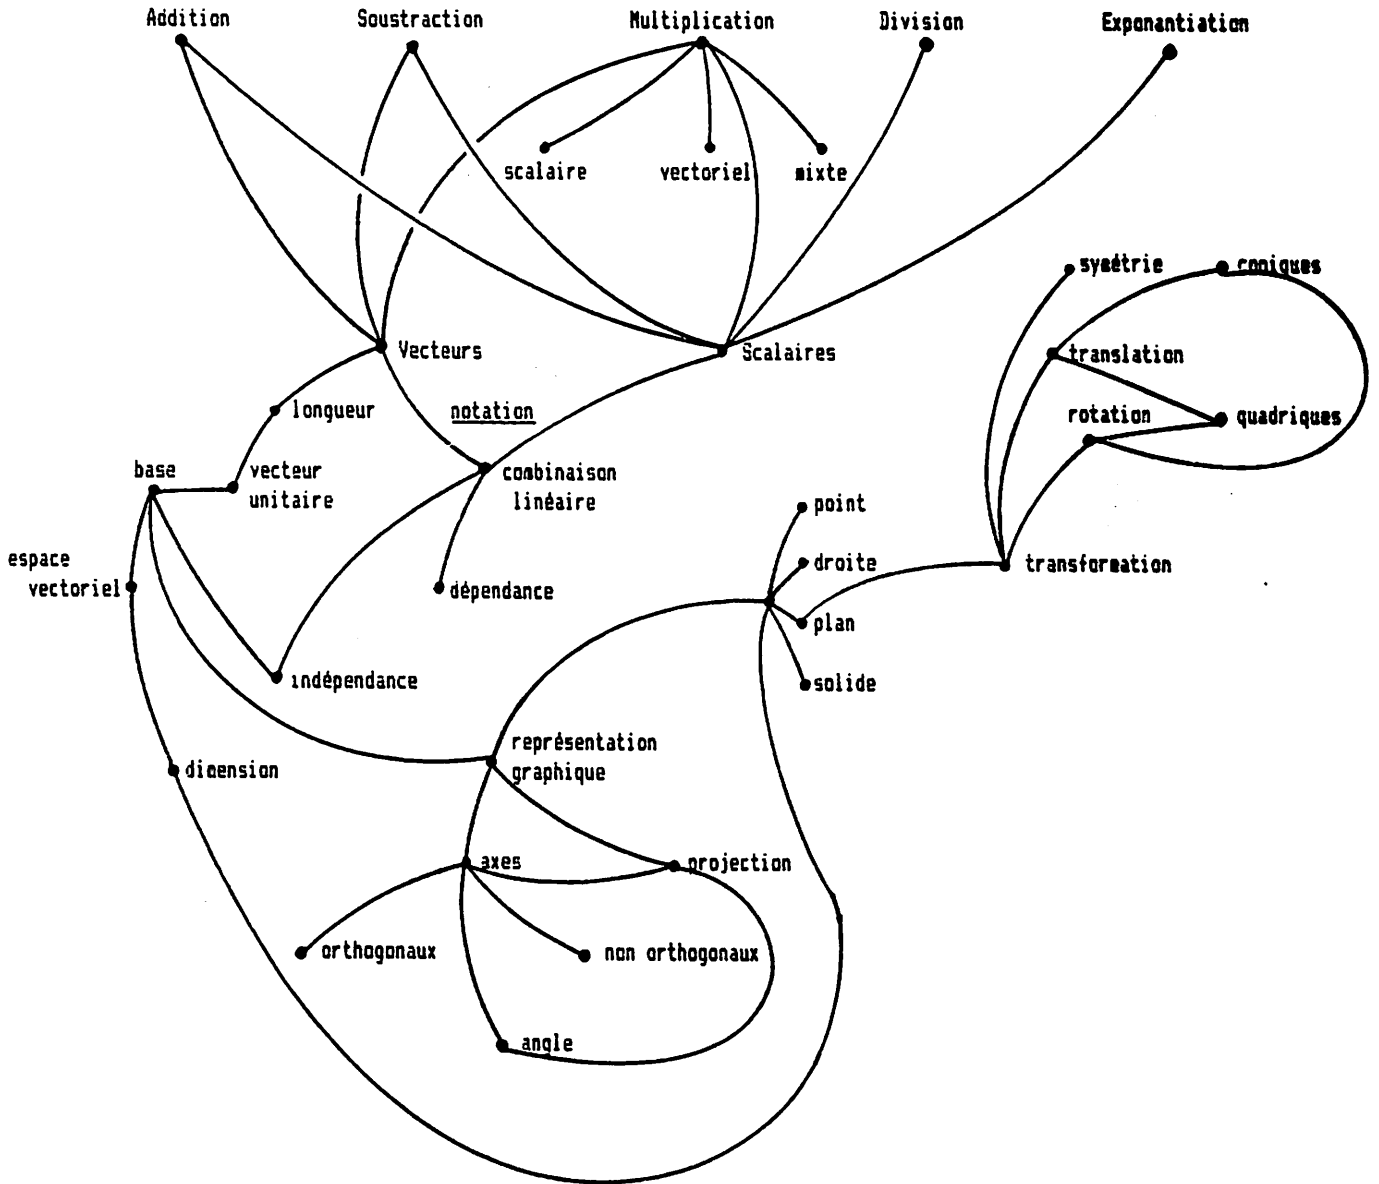 Addition
Soustraction
Multiplication
Division
Exponantiation
scalaire
vectoriel
mixte
symétrie
coniques
Vecteurs
Scalaires
translation
longueur
notation
rotation
quadriques
base
vecteur
unitaire
combinaison
linéaire
point
espace
vectoriel
droite
transformation
dépendance
plan
indépendance
solide
représentation
graphique
dimension
axes
projection
orthogonaux
non orthogonaux
angle